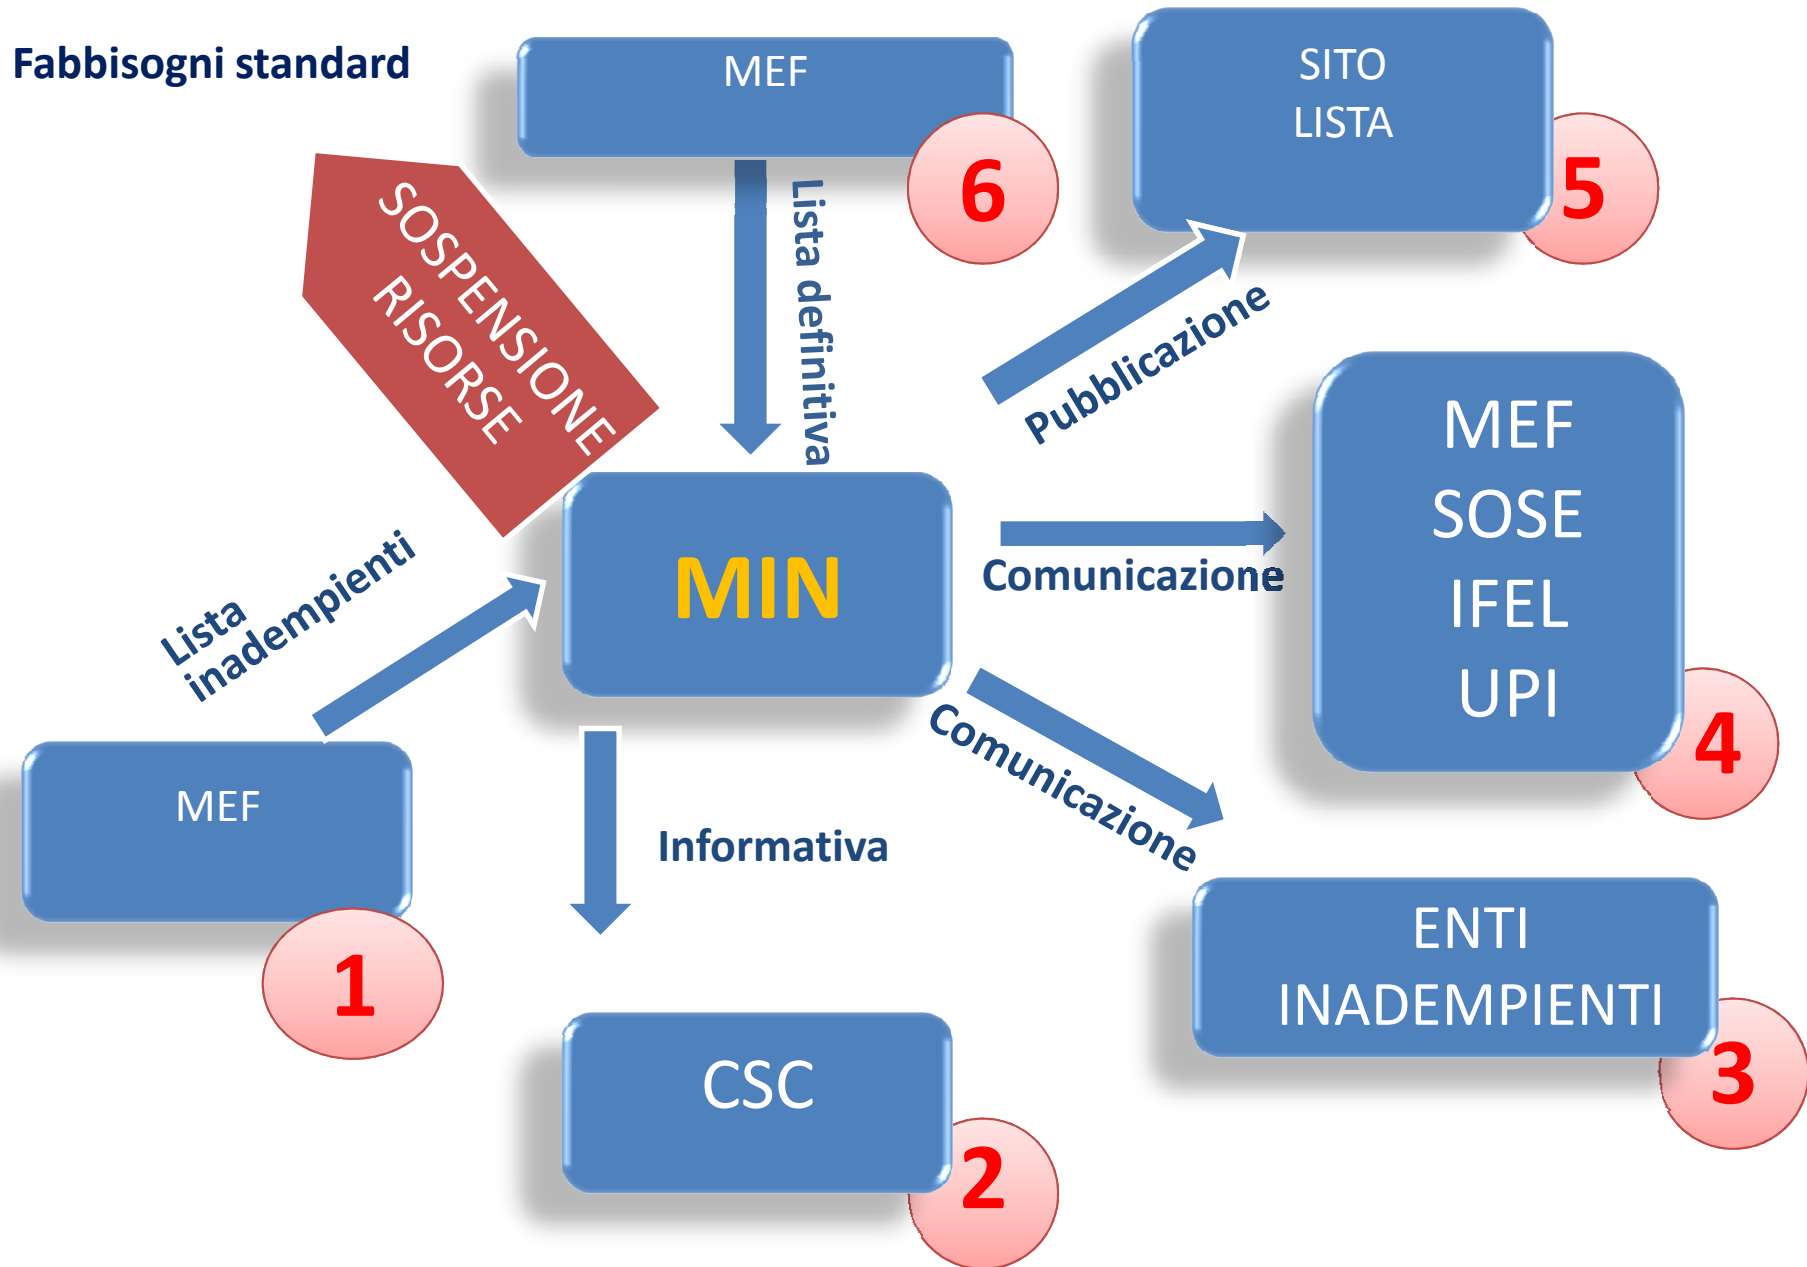 Fabbisogni standard
MEF
6
SITO
LISTA
5
SOSPENSIONE
RISORSE
Lista definitiva
Pubblicazione
MEF
SOSE
IFEL
UPI
4
MIN
Comunicazione
Lista
inadempienti
Comunicazione
MEF
1
Informativa
ENTI
INADEMPIENTI
3
CSC
2